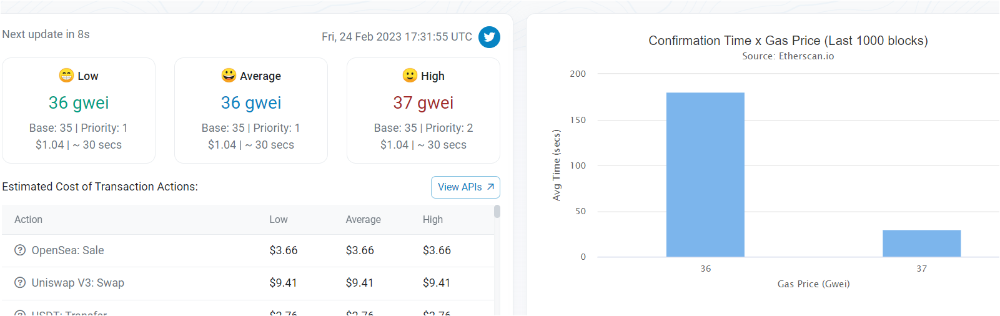 Next update in 8s
Fri, 24 Feb 2023 17:31:55 UTC
Low
36 gwei
Base: 35 | Priority: 1
$1.04 | ~ 30 secs
Average
36 gwei
Base: 35 | Priority: 1
$1.04 | ~ 30 secs
High
37 gwei
Base: 35 | Priority: 2
$1.04 | ~ 30 secs
Estimated Cost of Transaction Actions:
View APIs
Action Low Average High
OpenSea: Sale $3.66 $3.66 $3.66
Uniswap V3: Swap $9.41 $9.41 $9.41
USDT: Transfer $2.76 $2.76 $2.76
Confirmation Time x Gas Price (Last 1000 blocks)
Source: Etherscan.io
Avg Time (secs)
200
150
100
50
0
36 37
Gas Price (Gwei)